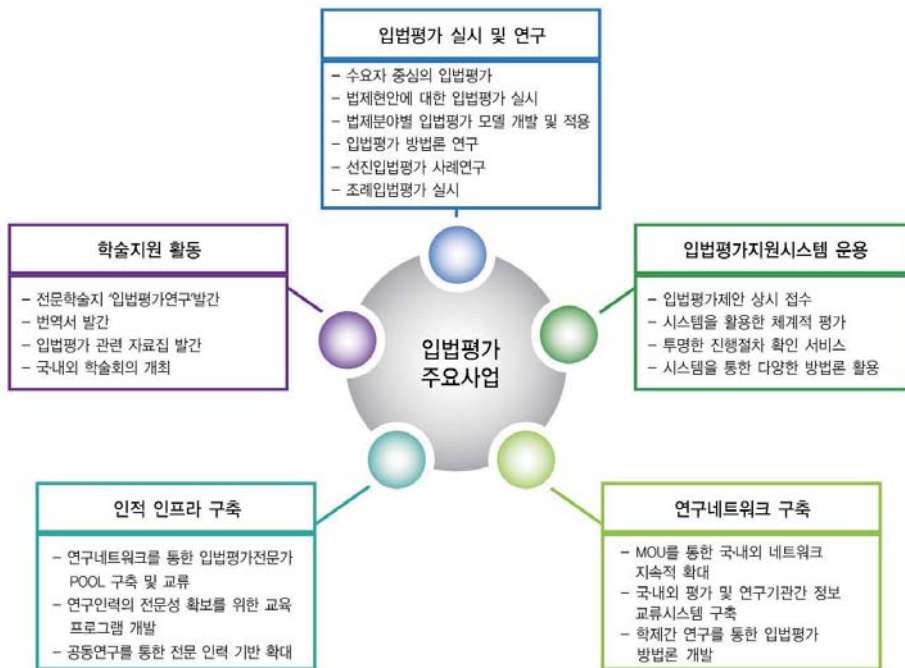 입법평가 실시 및 연구
– 수요자 중심의 입법평가
– 법제현안에 대한 입법평가 실시
– 법제분야별 입법평가 모델 개발 및 적용
– 입법평가 방법론 연구
– 선진입법평가 사례연구
– 조례입법평가 실시
학술지원 활동
– 전문학술지 ‘입법평가연구’발간
– 번역서 발간
– 입법평가 관련 자료집 발간
– 국내외 학술회의 개최
입법평가
주요사업
입법평가지원시스템 운용
– 입법평가제안 상시 접수
– 시스템을 활용한 체계적 평가
– 투명한 진행절차 확인 서비스
– 시스템을 통한 다양한 방법론 활용
인적 인프라 구축
– 연구네트워크를 통한 입법평가전문가
POOL 구축 및 교류
– 연구인력의 전문성 확보를 위한 교육
프로그램 개발
– 공동연구를 통한 전문 인력 기반 확대
연구네트워크 구축
– MOU를 통한 국내외 네트워크
지속적 확대
– 국내외 평가 및 연구기관간 정보
교류시스템 구축
– 학제간 연구를 통한 입법평가
방법론 개발